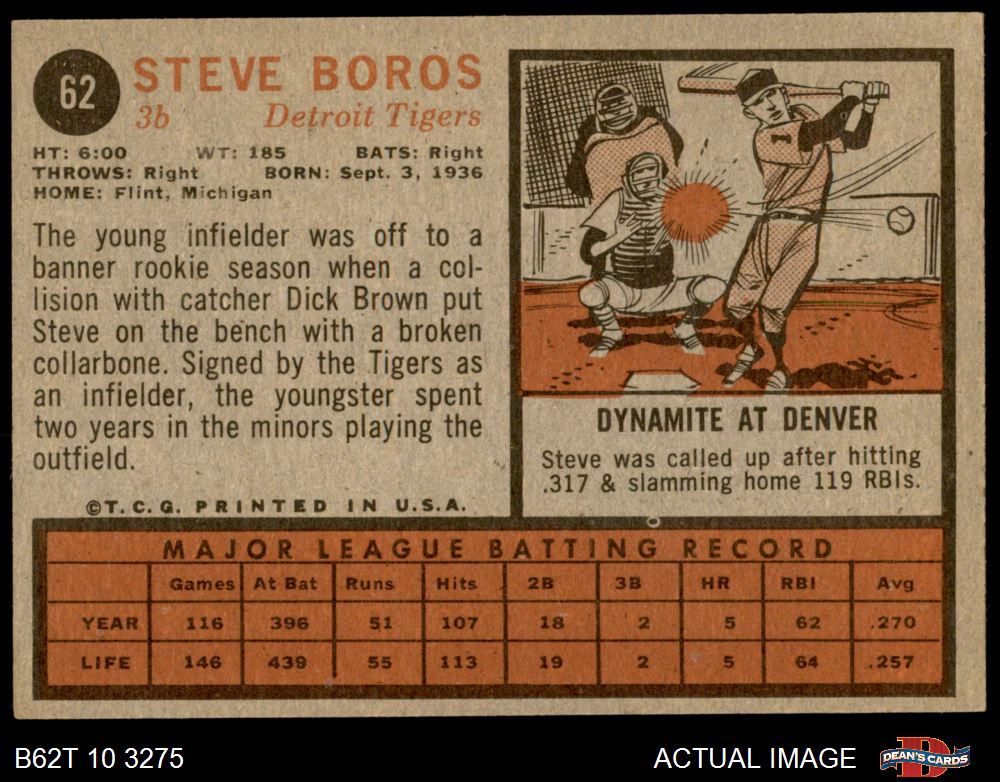 62
STEVE BOROS
3b Detroit Tigers
HT: 6:00 WT: 185 BATS: Right
THROWS: Right BORN: Sept. 3, 1936
HOME: Flint, Michigan
The young infielder was off to a
banner rookie season when a col-
lision with catcher Dick Brown put
Steve on the bench with a broken
collarbone. Signed by the Tigers as
an infielder, the youngster spent
two years in the minors playing the
outfield.
©T.C.G. PRINTED IN U.S.A.
1
DYNAMITE AT DENVER
Steve was called up after hitting
.317 & slamming home 119 RBIs.
MAJOR LEAGUE BATTING RECORD
Games At Bat Runs Hits 2B 3B HR RBI Avg
YEAR 116 396 51 107 18 2 5 62 .270
LIFE 146 439 55 113 19 2 5 64 .257
B62T 10 3275 ACTUAL IMAGE
DEAN'S CARDS